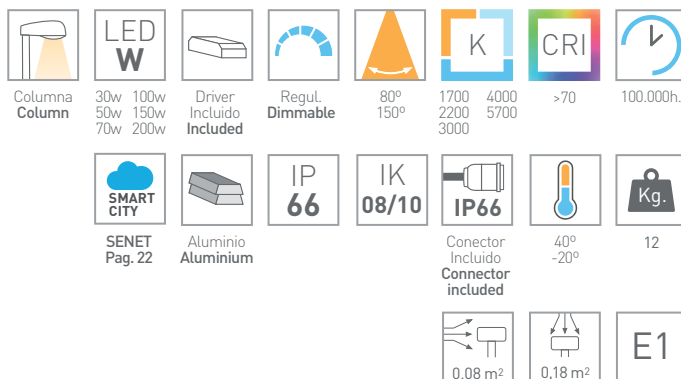 LED
W
K
CRI
Columna
Column
30w 100w
50w 150w
70w 200w
Driver
Incluido
Included
Regul.
Dimmable
80º
150º
1700 4000
2200 5700
3000
>70
100.000h.
SMART
CITY
IP
66
IK
08/10
IP66
Kg.
SENET
Pag. 22
Aluminio
Aluminium
Conector
Incluido
Connector
included
40º
-20º
12
0,08 m²
0,18 m²
E1